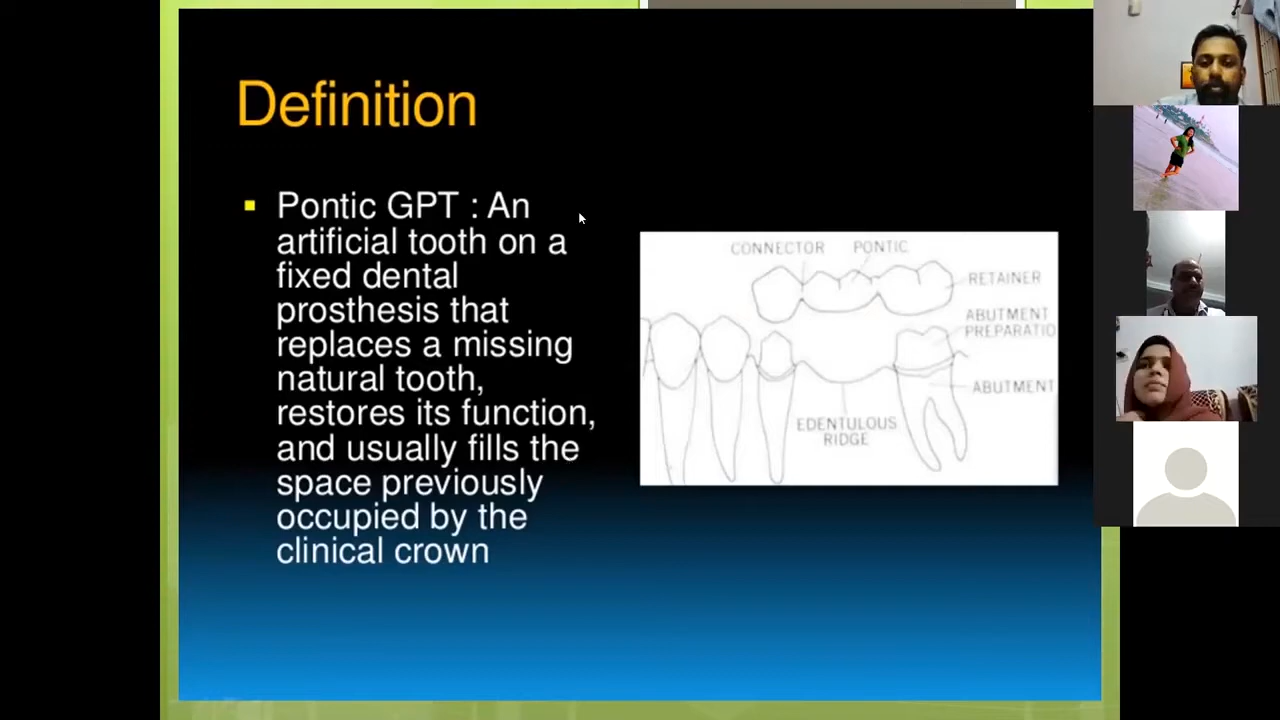 Definition
Pontic GPT : An
artificial tooth on a
fixed dental
prosthesis that
replaces a missing
natural tooth,
restores its function,
and usually fills the
space previously
occupied by the
clinical crown
CONNECTOR PONTIC
RETAINER
ABUTMENT
PREPARATIO
ABUTMENT
EDENTULOUS
RIDGE